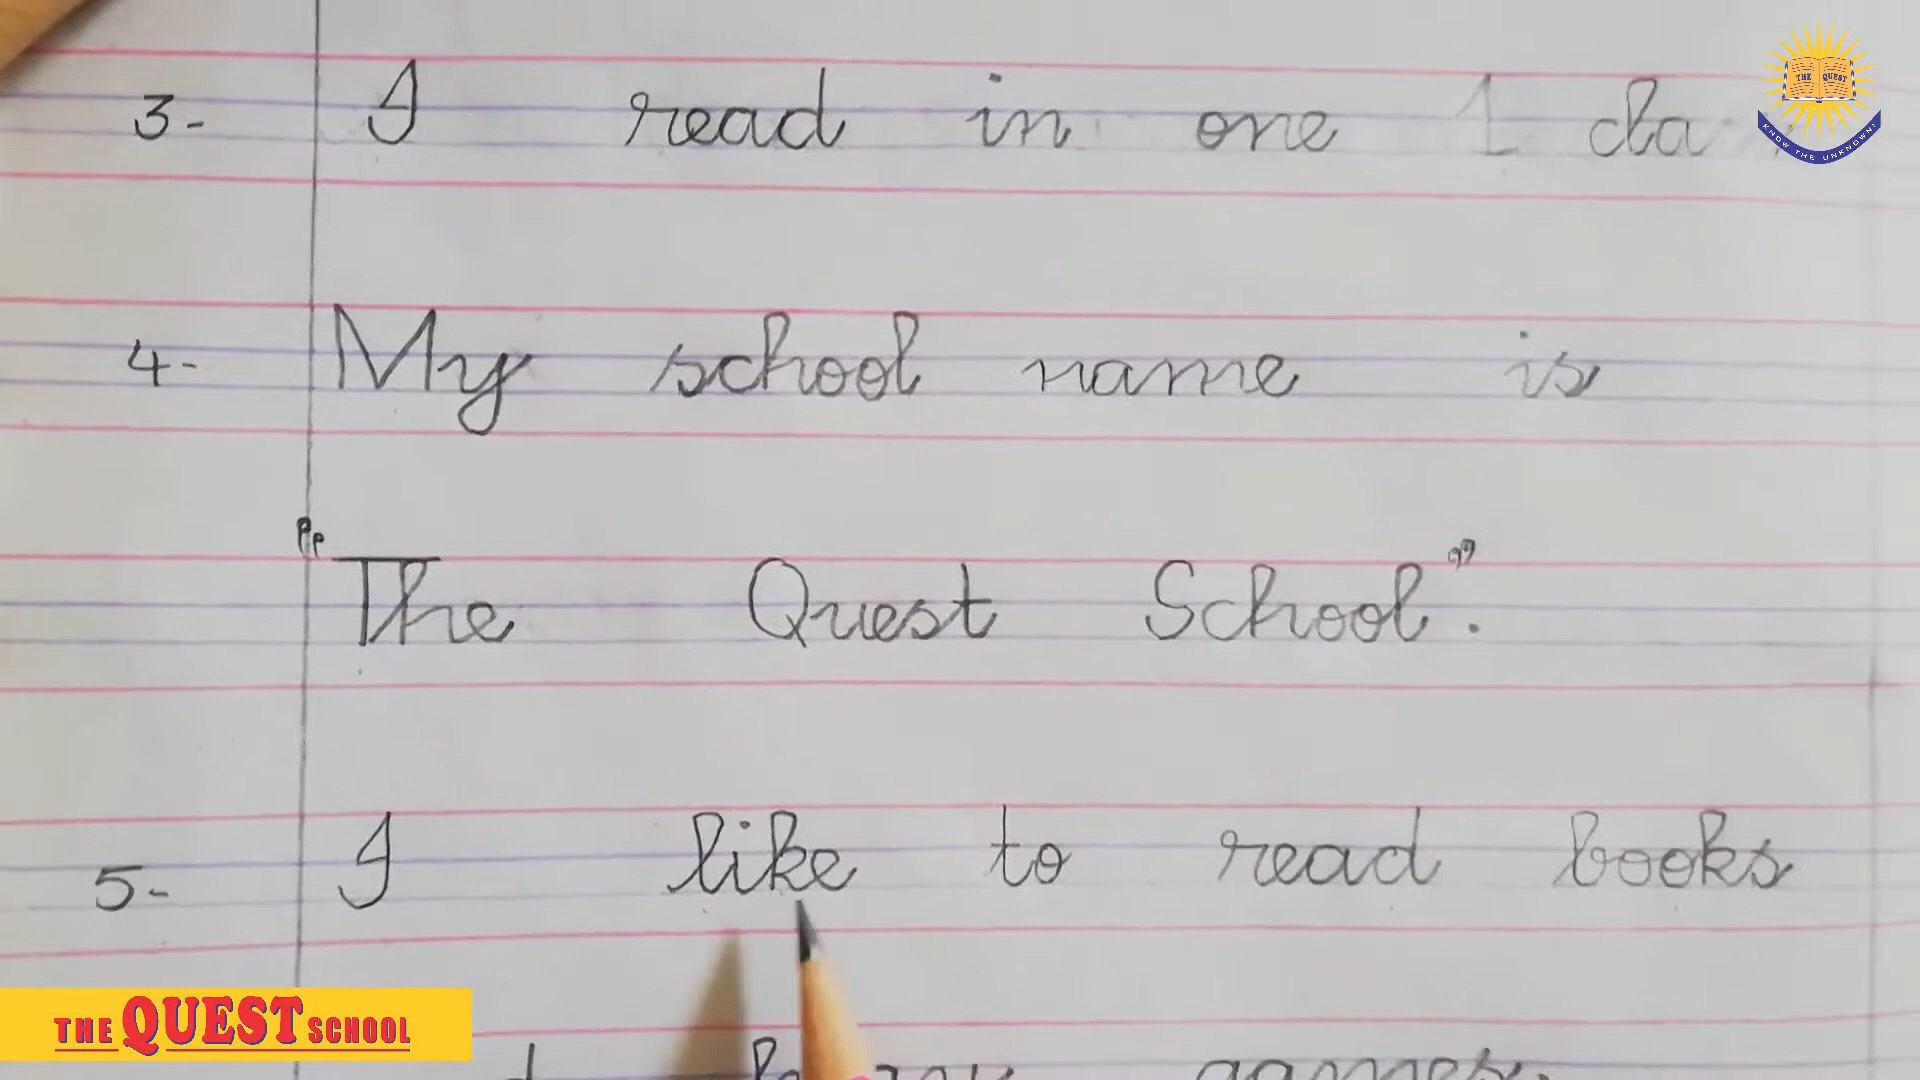 3- I read in one 1 cla
4- My school name is
"The Quest School".
5- I like to read books
games.
THE QUEST
KNOW THE UNKNOWN!
THE QUEST SCHOOL